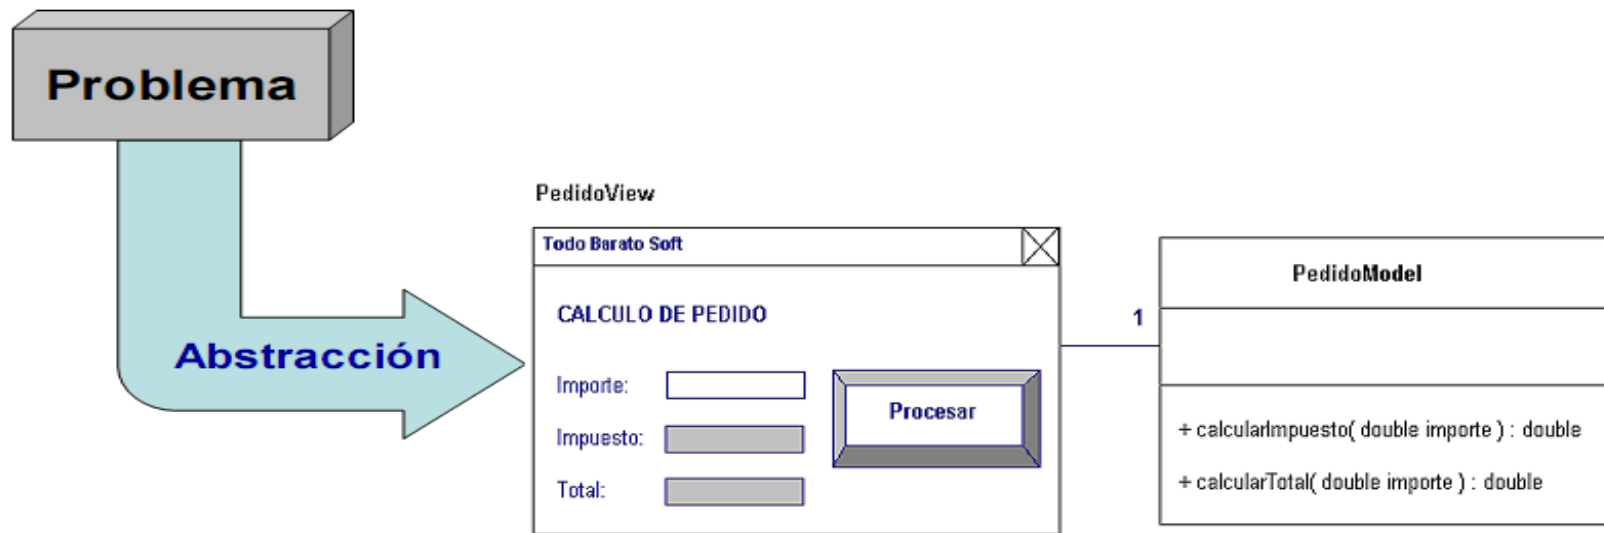 Problema
Abstracción
PedidoView
Todo Barato Soft
CALCULO DE PEDIDO
Importe:
Procesar
Impuesto:
Total:
1
PedidoModel
+ calcularImpuesto( double importe ) : double
+ calcularTotal( double importe ) : double